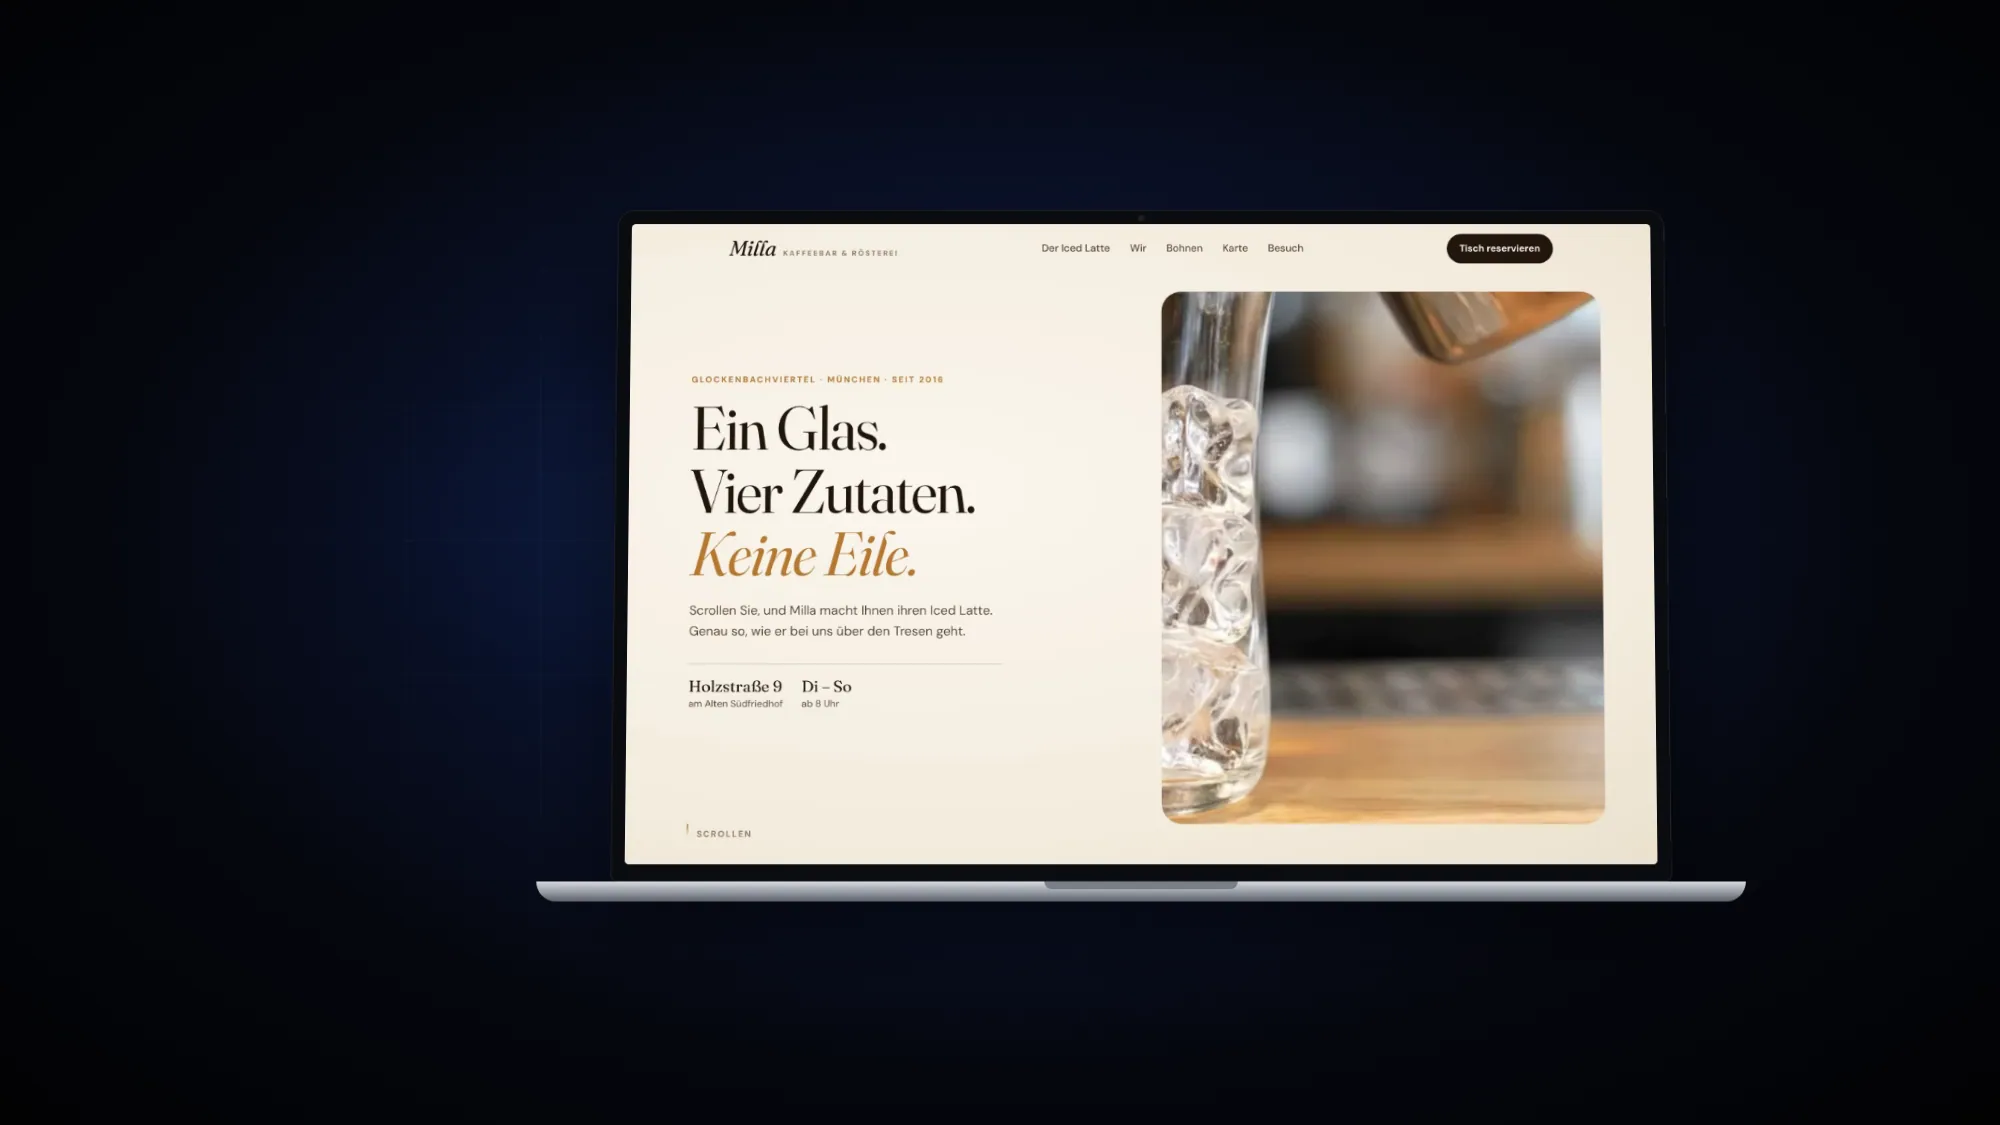 Milla KAFFEEBAR & RÖSTEREI
Der Iced Latte Wir Bohnen Karte Besuch
Tisch reservieren
GLOCKENBACHVIERTEL · MÜNCHEN · SEIT 2016
Ein Glas.
Vier Zutaten.
Keine Eile.
Scrollen Sie, und Milla macht Ihnen ihren Iced Latte.
Genau so, wie er bei uns über den Tresen geht.
Holzstraße 9 Di – So
am Alten Südfriedhof ab 8 Uhr
SCROLLEN